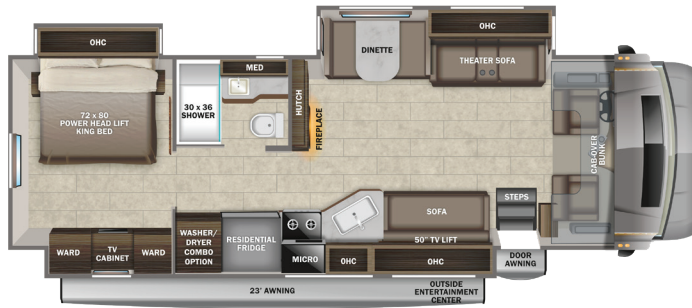 OHC
OHC
DINETTE
THEATER SOFA
MED
72 x 80
POWER HEAD LIFT
KING BED
30 x 36
SHOWER
HUTCH
FIREPLACE
CAB-OVER
BUNK
STEPS
SOFA
WASHER/
DRYER
COMBO
OPTION
RESIDENTIAL
FRIDGE
50" TV LIFT
WARD
TV
CABINET
WARD
MICRO
OHC
OHC
DOOR
AWNING
23' AWNING
OUTSIDE
ENTERTAINMENT
CENTER